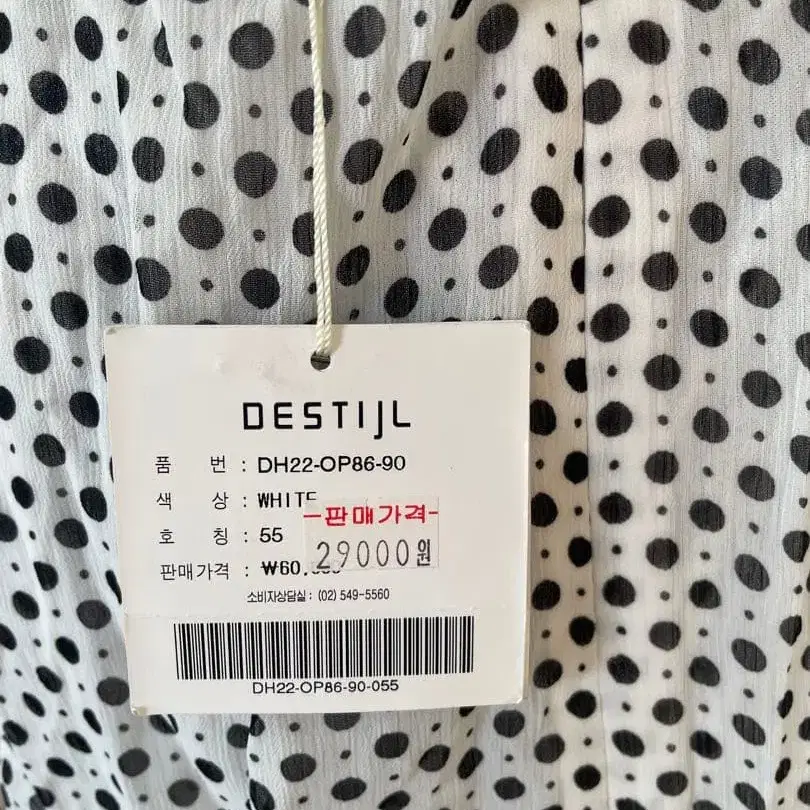 DESTIJL
품 번 : DH22-OP86-90
색 상 : WHITE
-판매가격-
호 칭 : 55
29000원
판매가격 : ₩60,
소비자상담실 : (02) 549-5560
DH22-OP86-90-055